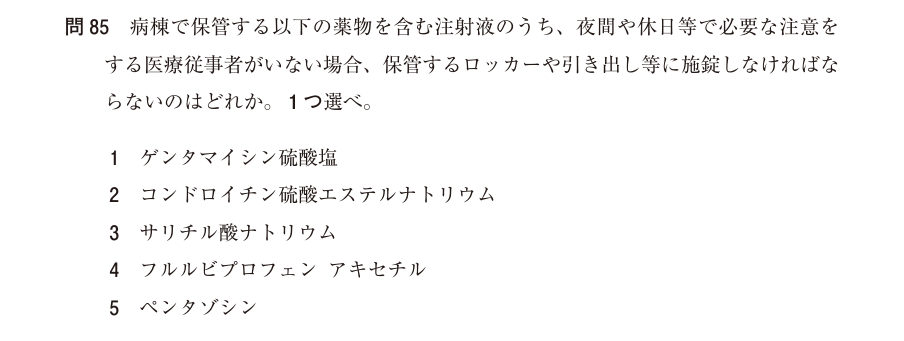 問 85　病棟で保管する以下の薬物を含む注射液のうち、夜間や休日等で必要な注意を
する医療従事者がいない場合、保管するロッカーや引き出し等に施錠しなければな
らないのはどれか。1つ選べ。
1　ゲンタマイシン硫酸塩
2　コンドロイチン硫酸エステルナトリウム
3　サリチル酸ナトリウム
4　フルルビプロフェン アキセチル
5　ペンタゾシン